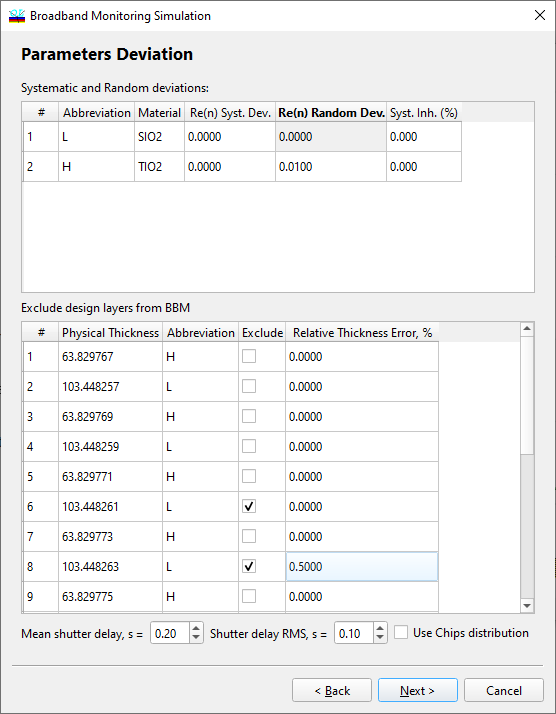 Broadband Monitoring Simulation
Parameters Deviation
Systematic and Random deviations:
# Abbreviation Material Re(n) Syst. Dev. Re(n) Random Dev. Syst. Inh. (%)
1 L SIO2 0.0000 0.0000 0.000
2 H TIO2 0.0000 0.0100 0.000
Exclude design layers from BBM
# Physical Thickness Abbreviation Exclude Relative Thickness Error, %
1 63.829767 H 0.0000
2 103.448257 L 0.0000
3 63.829769 H 0.0000
4 103.448259 L 0.0000
5 63.829771 H 0.0000
6 103.448261 L 0.0000
7 63.829773 H 0.0000
8 103.448263 L 0.5000
9 63.829775 H 0.0000
Mean shutter delay, s = 0.20 Shutter delay RMS, s = 0.10 Use Chips distribution
< Back Next > Cancel